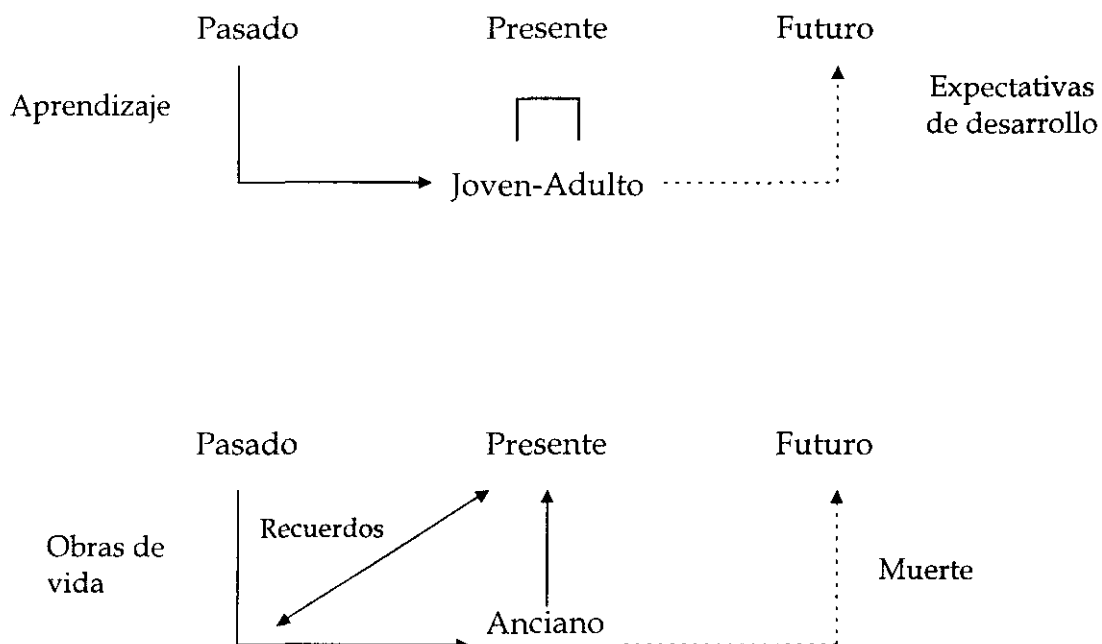 Pasado Presente Futuro
Aprendizaje
Expectativas
de desarrollo
Joven-Adulto
Pasado Presente Futuro
Recuerdos
Obras de
vida
Muerte
Anciano